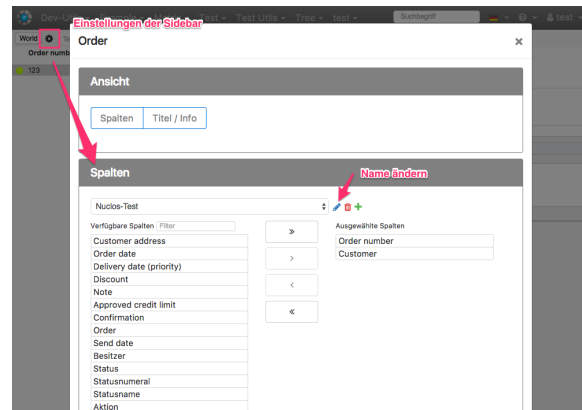 Einstellungen der Sidebar
Test Utils
Tree
test
Suchbegriff
test
World
Order
Order numb
123
Ansicht
Spalten
Titel / Info
Spalten
Name ändern
Nuclos-Test
Verfügbare Spalten
Filter
Ausgewählte Spalten
Customer address
Order date
Delivery date (priority)
Discount
Note
Approved credit limit
Confirmation
Order
Send date
Besitzer
Status
Statusnumeral
Statusname
Aktion
»
>
<
«
Order number
Customer